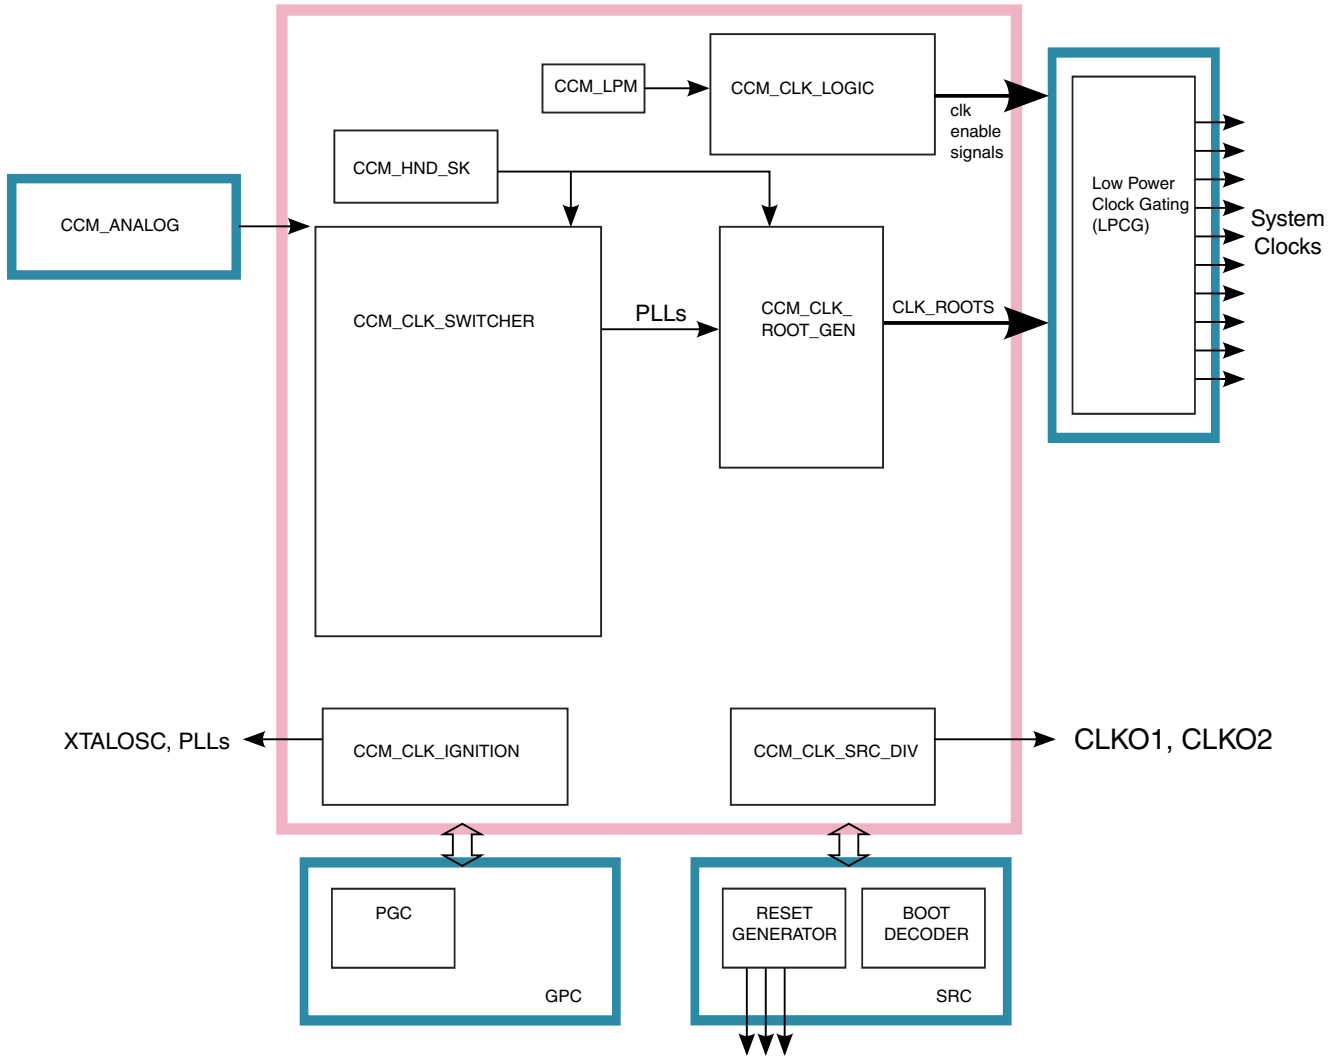 CCM_LPM
CCM_CLK_LOGIC
clk
enable
signals
CCM_HND_SK
CCM_ANALOG
Low Power
Clock Gating
(LPCG)
System
Clocks
CCM_CLK_SWITCHER
PLLs
CCM_CLK_
ROOT_GEN
CLK_ROOTS
XTALOSC, PLLs
CCM_CLK_IGNITION
CCM_CLK_SRC_DIV
CLKO1, CLKO2
PGC
GPC
RESET
GENERATOR
BOOT
DECODER
SRC